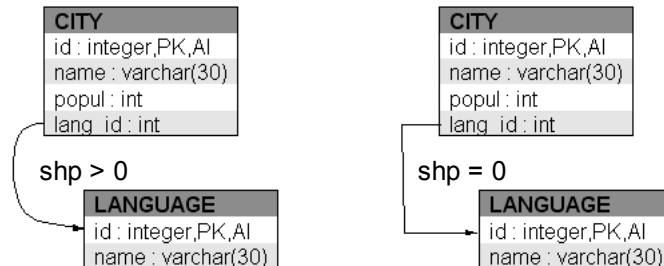 CITY
id : integer,PK,AI
name : varchar(30)
popul : int
lang_id : int
shp > 0
LANGUAGE
id : integer,PK,AI
name : varchar(30)
CITY
id : integer,PK,AI
name : varchar(30)
popul : int
lang_id : int
shp = 0
LANGUAGE
id : integer,PK,AI
name : varchar(30)